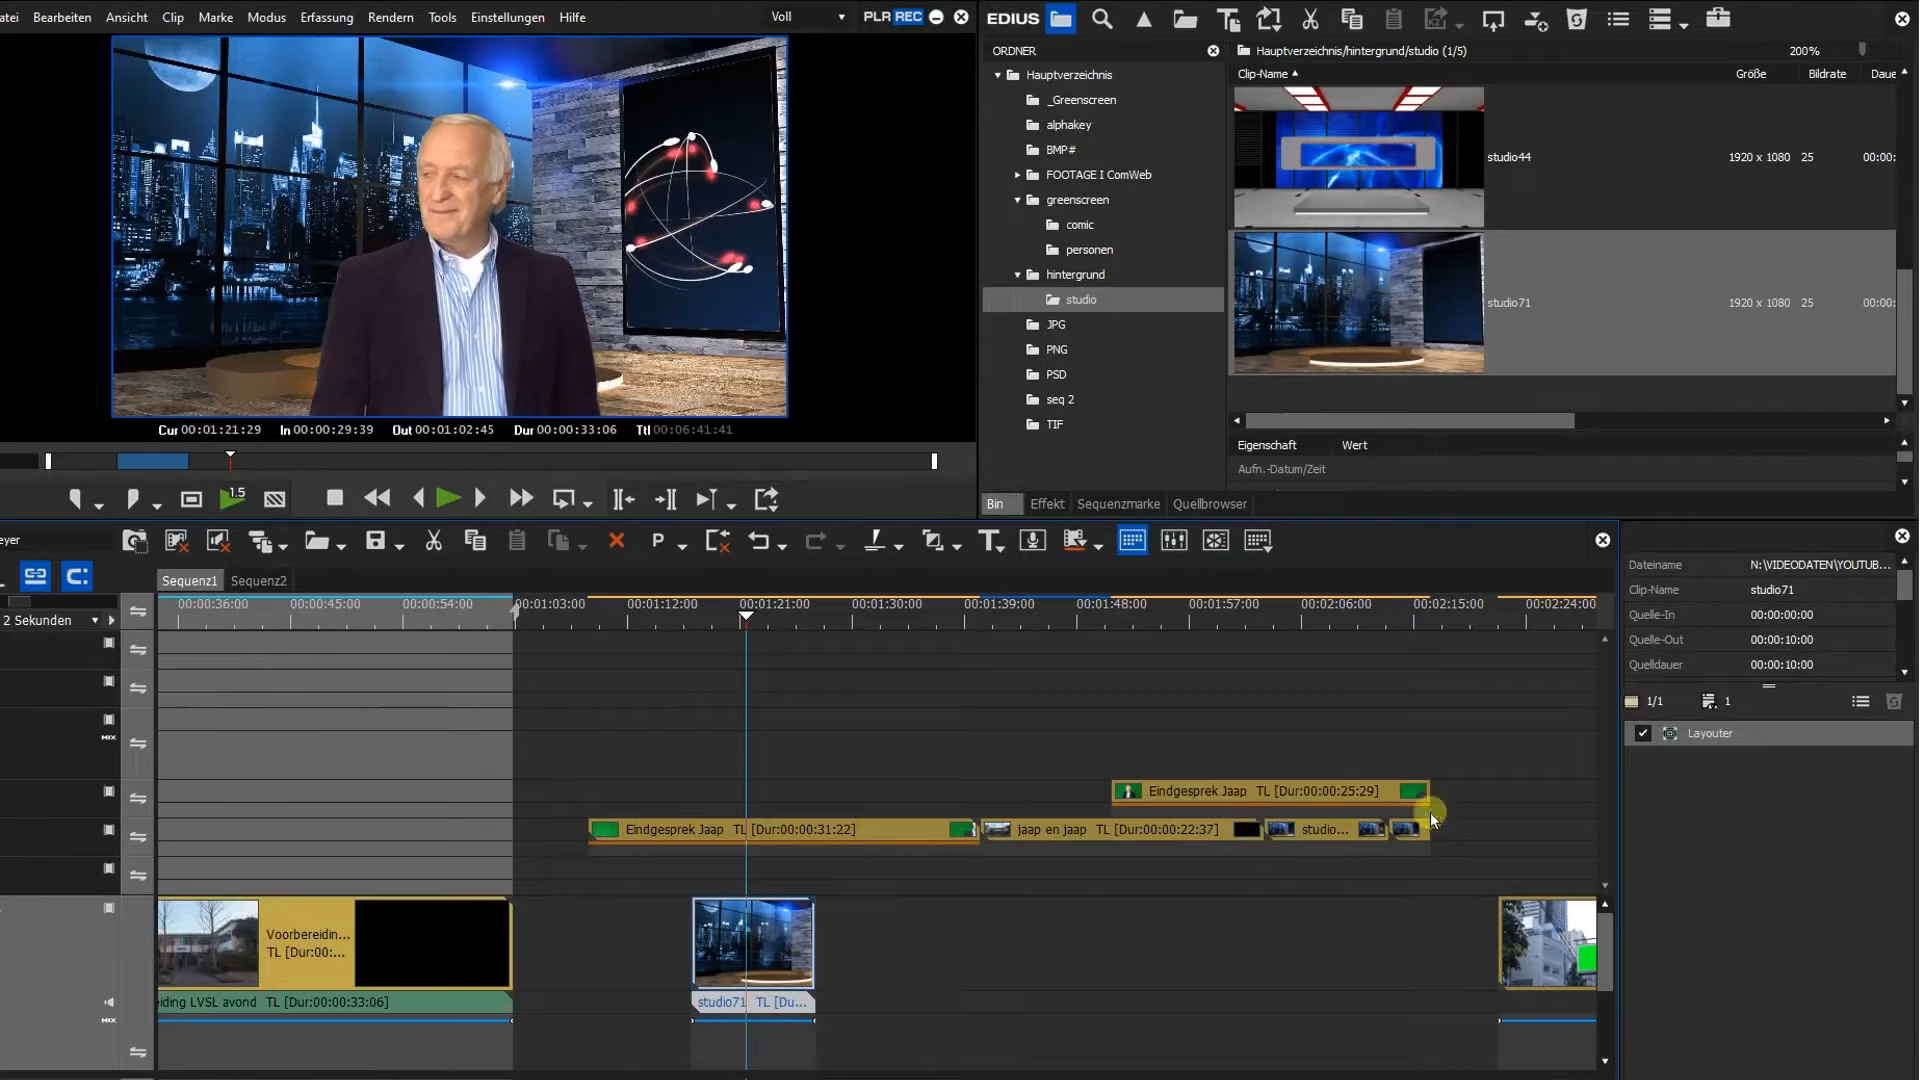 atei Bearbeiten Ansicht Clip Marke Modus Erfassung Rendern Tools Einstellungen Hilfe
Voll
PLR REC
EDIUS
ORDNER
Hauptverzeichnis/hintergrund/studio (1/5)
200%
Hauptverzeichnis
_Greenscreen
alphakey
BMP#
FOOTAGE I ComWeb
greenscreen
comic
personen
hintergrund
studio
JPG
PNG
PSD
seq 2
TIF
Clip-Name Größe Bildrate Daue
studio44 1920 x 1080 25 00:00:
studio71 1920 x 1080 25 00:00:
Eigenschaft Wert
Aufn.-Datum/Zeit
Bin Effekt Sequenzmarke Quellbrowser
Cur 00:01:21:29 In 00:00:29:39 Out 00:01:02:45 Dur 00:00:33:06 Ttl 00:06:41:41
1.5
eyer
P
T
Sequenz1 Sequenz2
2 Sekunden
00:00:36:00 00:00:45:00 00:00:54:00 00:01:03:00 00:01:12:00 00:01:21:00 00:01:30:00 00:01:39:00 00:01:48:00 00:01:57:00 00:02:06:00 00:02:15:00 00:02:24:00
MIX
Eindgesprek Jaap TL [Dur:00:00:25:29]
Eindgesprek Jaap TL [Dur:00:00:31:22]
jaap en jaap TL [Dur:00:00:22:37]
studio...
Voorbereidin...
TL [Dur:00:...
eiding LVSL avond TL [Dur:00:00:33:06]
studio71 TL [Du...
MIX
Dateiname N:\VIDEODATEN\YOUTUB...
Clip-Name studio71
Quelle-In 00:00:00:00
Quelle-Out 00:00:10:00
Quelldauer 00:00:10:00
1/1 1
Layouter